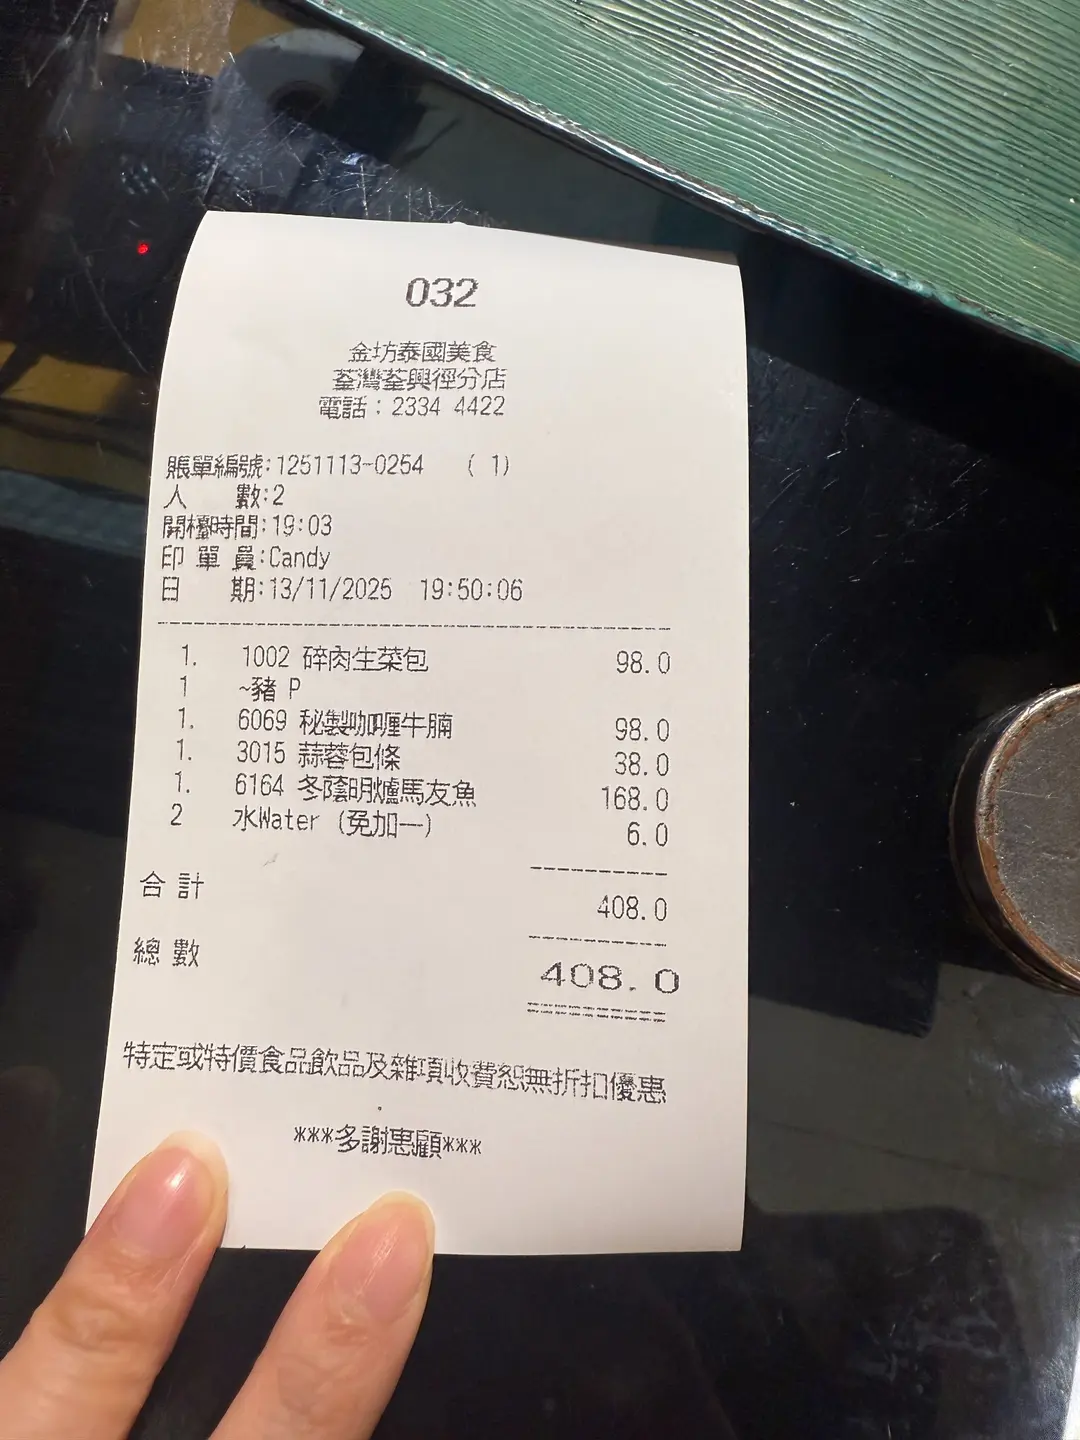 032
金坊泰國美食
荃灣荃興徑分店
電話：2334 4422
賬單編號:1251113-0254 ( 1)
人 數:2
開檯時間:19:03
印 單 員:Candy
日 期:13/11/2025 19:50:06
1. 1002 碎肉生菜包 98.0
1 ~豬 P
1. 6069 秘製咖喱牛腩 98.0
1. 3015 蒜蓉包條 38.0
1. 6164 冬蔭明爐馬友魚 168.0
2 水Water (免加一) 6.0
合 計 408.0
總 數 408.0
特定或特價食品飲品及雜項收費恕無折扣優惠
***多謝惠顧***